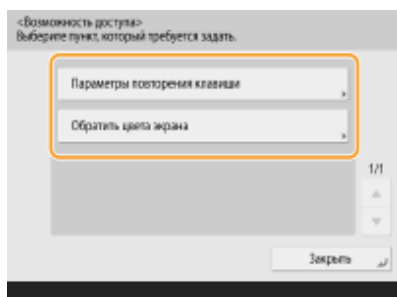 <Возможность доступа>
Выберите пункт, который требуется задать.
Параметры повторения клавиши
Обратить цвета экрана
1/1
Закрыть